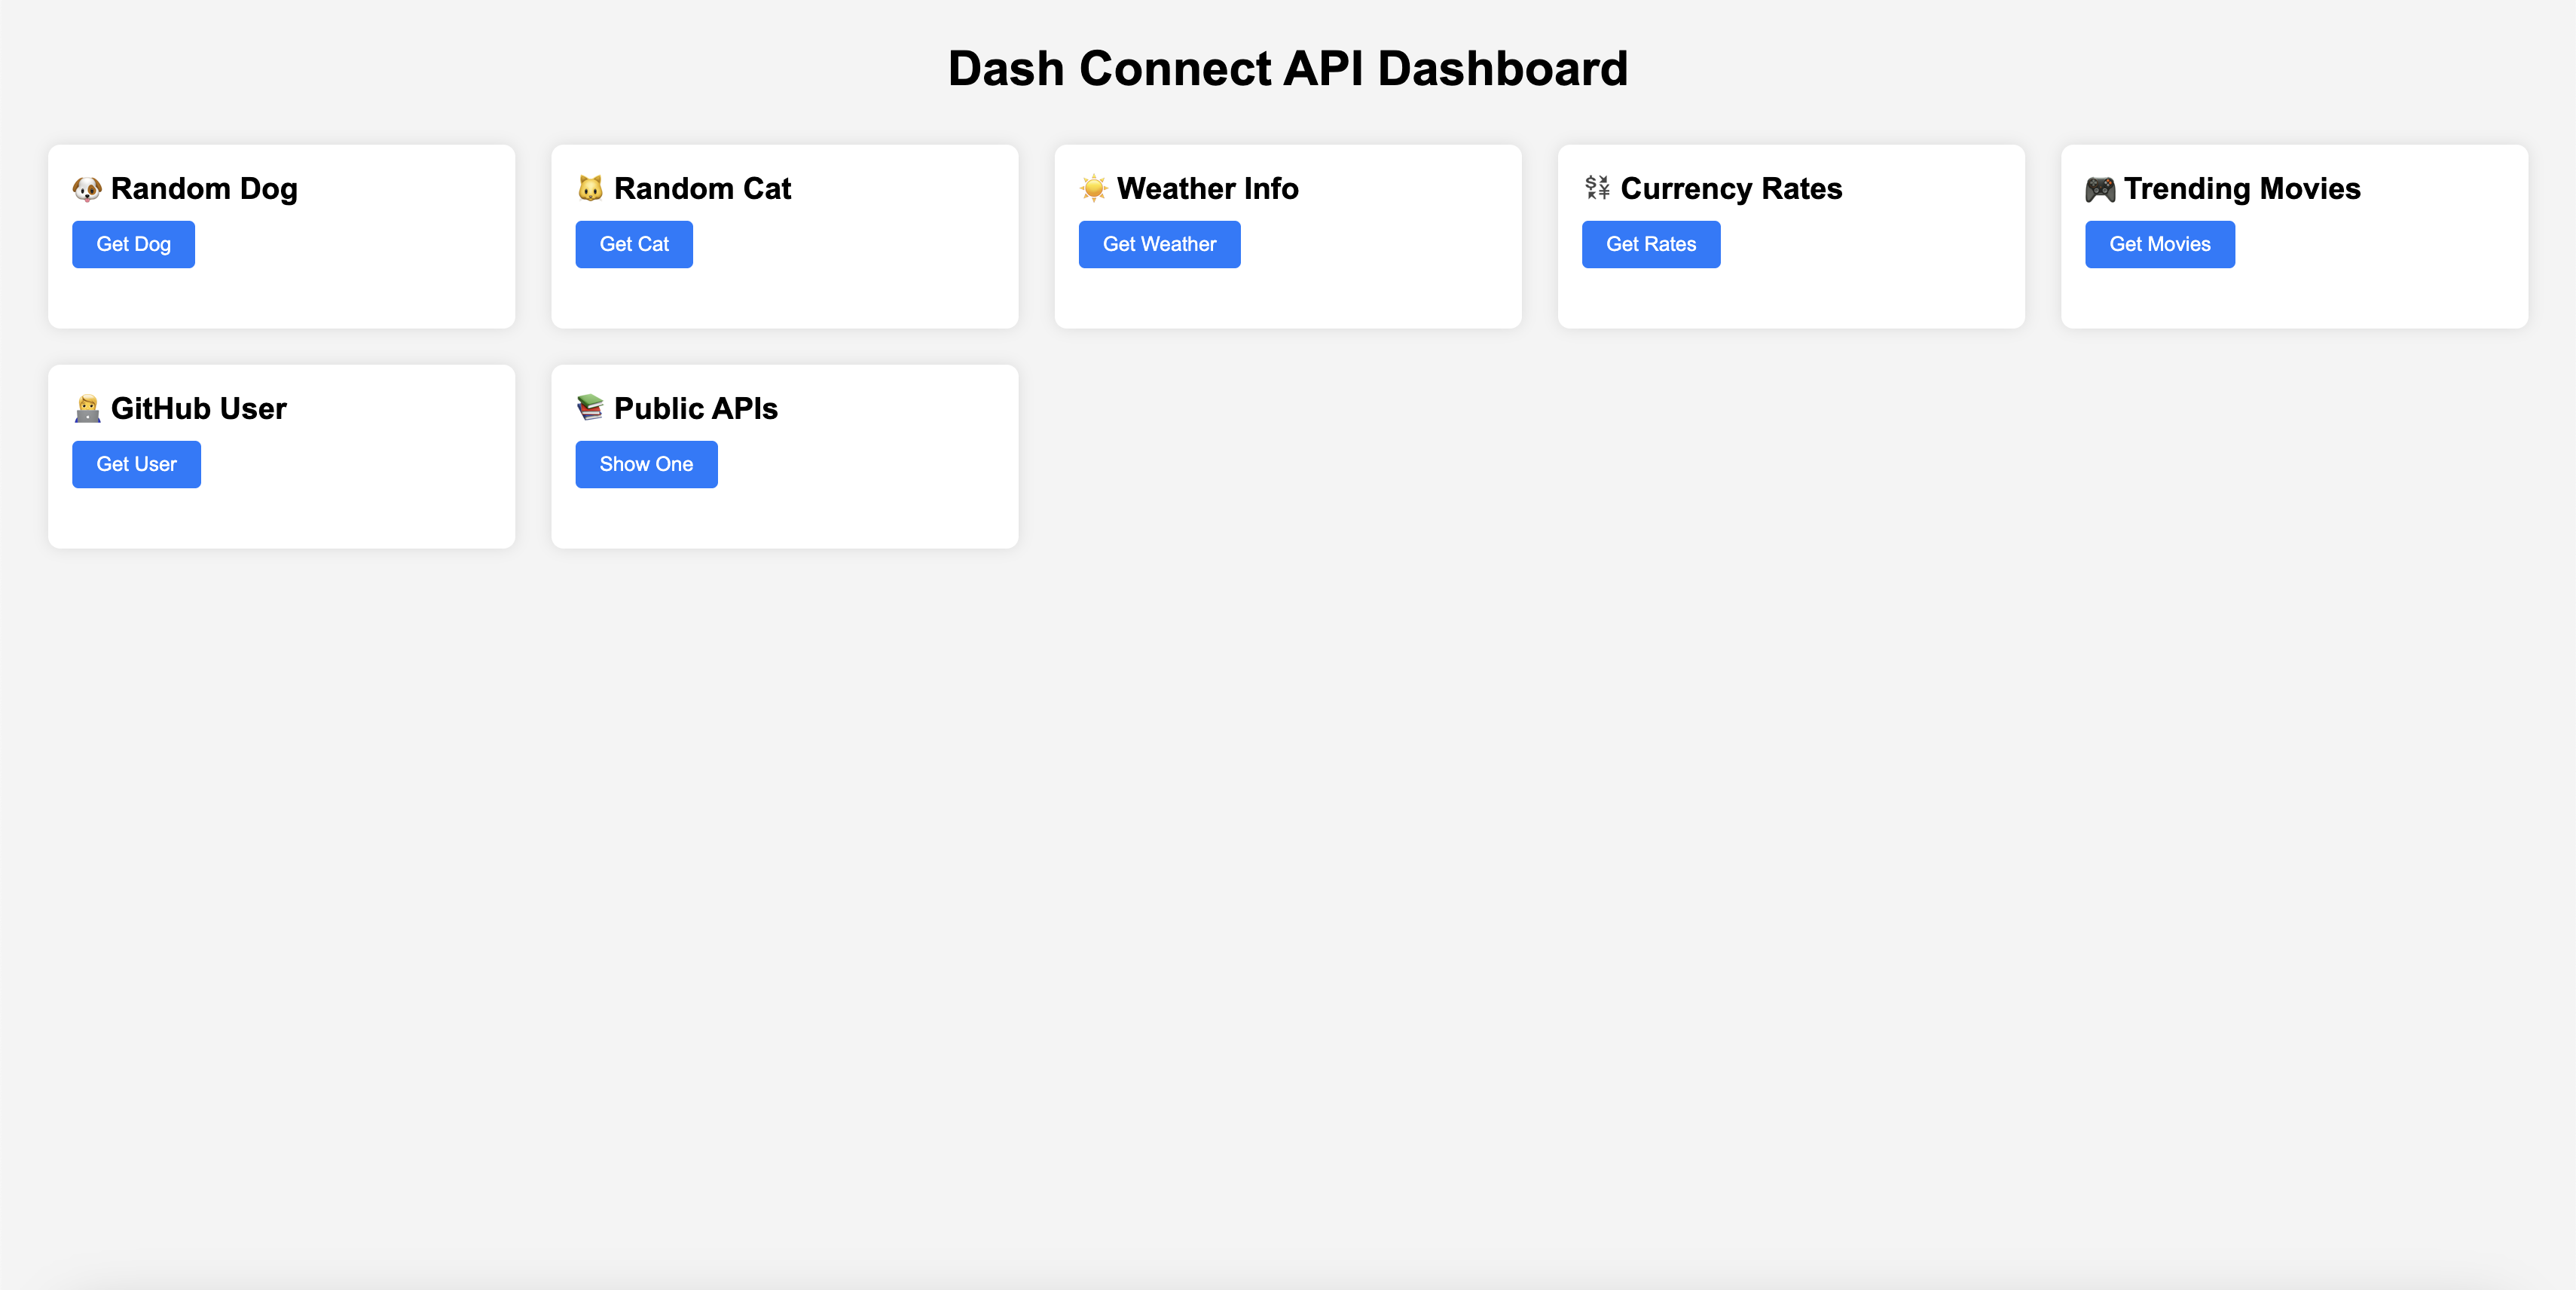 Dash Connect API Dashboard
🐶 Random Dog
Get Dog
🐱 Random Cat
Get Cat
☀️ Weather Info
Get Weather
💱 Currency Rates
Get Rates
🎮 Trending Movies
Get Movies
🧑‍💻 GitHub User
Get User
📚 Public APIs
Show One